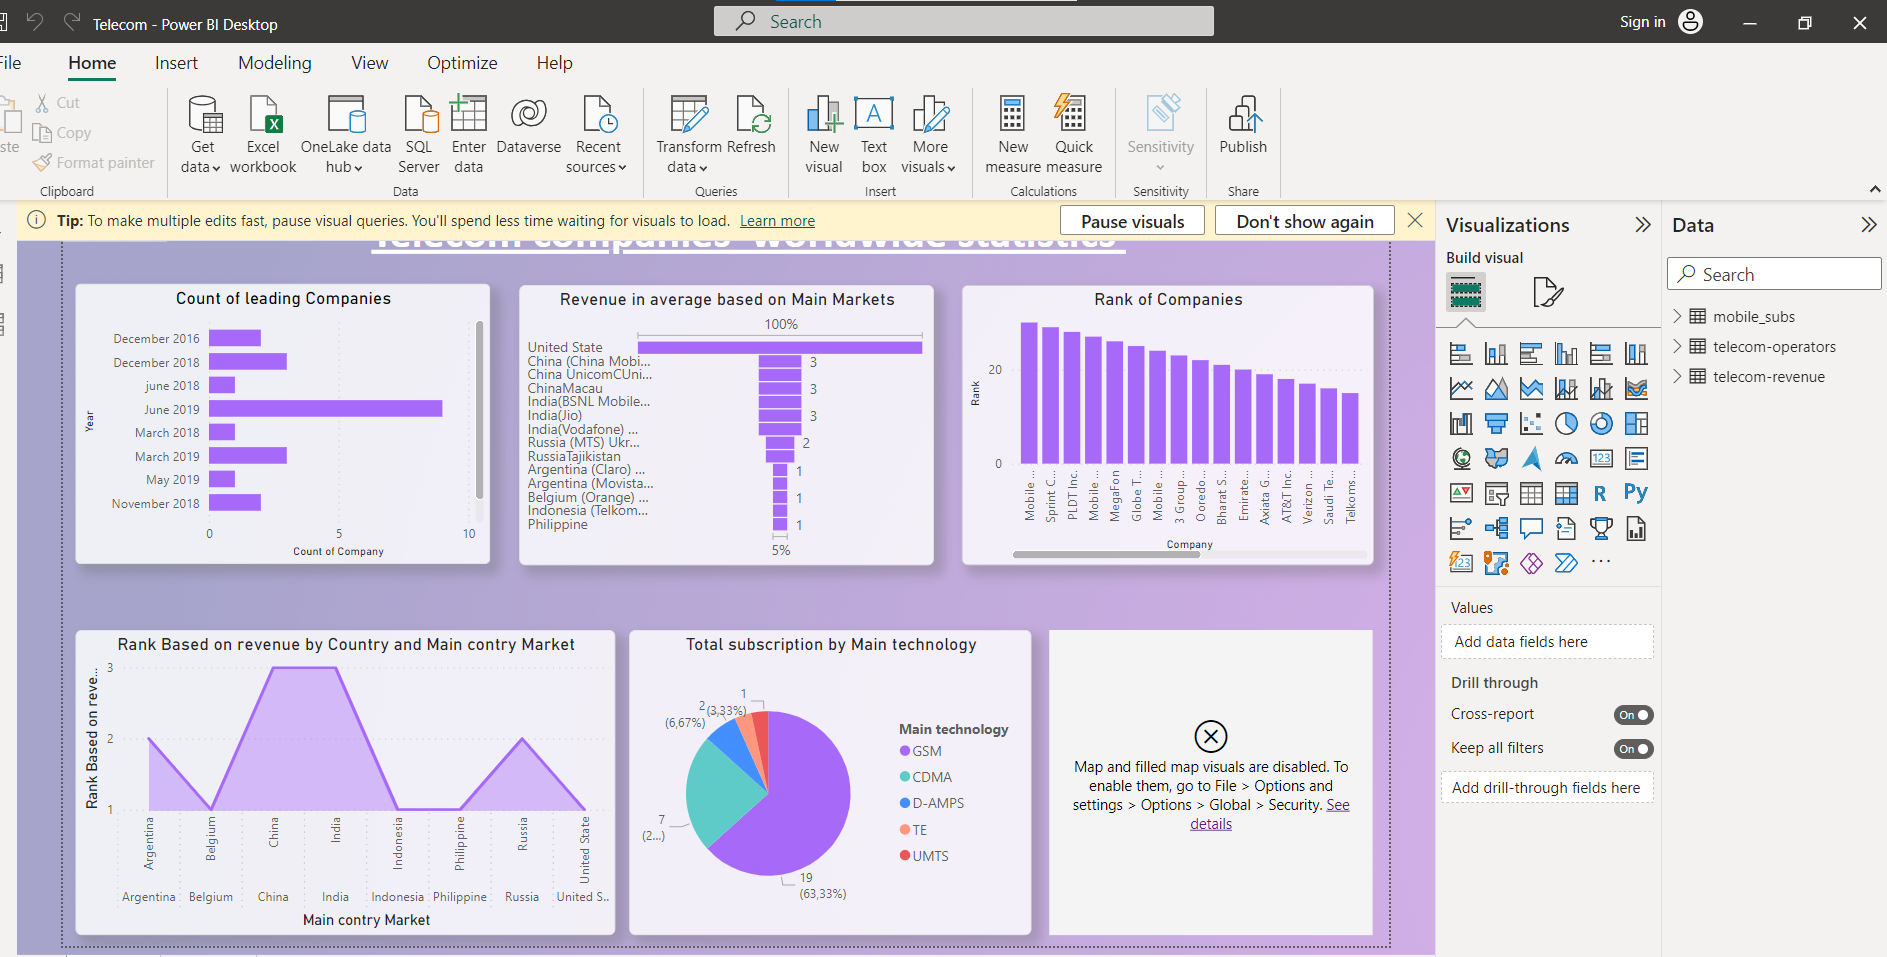 Telecom - Power BI Desktop
Search
Sign in
File
Home
Insert
Modeling
View
Optimize
Help
Cut
Copy
Format painter
Clipboard
Get data
Excel workbook
OneLake data hub
SQL Server
Enter data
Dataverse
Recent sources
Data
Transform data
Refresh
Queries
New visual
Text box
More visuals
Insert
New measure
Quick measure
Calculations
Sensitivity
Sensitivity
Publish
Share
Tip: To make multiple edits fast, pause visual queries. You'll spend less time waiting for visuals to load. Learn more
Pause visuals
Don't show again
Telecom companies' worldwide statistics
Count of leading Companies
Year
December 2016
December 2018
june 2018
June 2019
March 2018
March 2019
May 2019
November 2018
0
5
10
Count of Company
Revenue in average based on Main Markets
100%
United State
China (China Mobi...
3
China UnicomCUni...
ChinaMacau
3
India(BSNL Mobile...
India(Jio)
3
India(Vodafone) ...
Russia (MTS) Ukr...
2
RussiaTajikistan
Argentina (Claro) ...
1
Argentina (Movista...
Belgium (Orange) ...
1
Indonesia (Telkom...
Philippine
1
5%
Rank of Companies
Rank
20
0
Mobile ...
Sprint C...
PLDT Inc.
Mobile ...
MegaFon
Globe T...
Mobile ...
3 Group...
Ooredo...
Bharat S...
Emirate...
Axiata G...
AT&T Inc.
Verizon ...
Saudi Te...
Telkoms...
Company
Rank Based on revenue by Country and Main contry Market
Rank Based on reve...
3
2
1
Argentina
Belgium
China
India
Indonesia
Philippine
Russia
United State
Argentina
Belgium
China
India
Indonesia
Philippine
Russia
United S..
Main contry Market
Total subscription by Main technology
1
(3,33%)
2
(6,67%)
7
(2...)
19
(63,33%)
Main technology
GSM
CDMA
D-AMPS
TE
UMTS
Map and filled map visuals are disabled. To
enable them, go to File > Options and
settings > Options > Global > Security. See
details
Visualizations
Build visual
123
R
Py
123
...
Values
Add data fields here
Drill through
Cross-report
On
Keep all filters
On
Add drill-through fields here
Data
Search
mobile_subs
telecom-operators
telecom-revenue